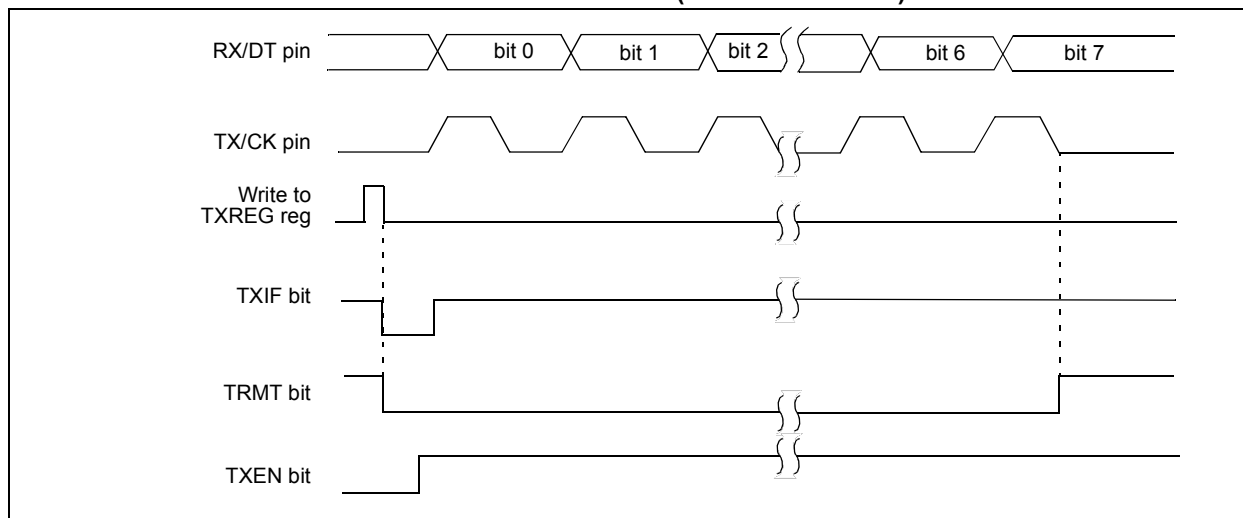 RX/DT pin
bit 0
bit 1
bit 2
bit 6
bit 7
TX/CK pin
Write to
TXREG reg
TXIF bit
TRMT bit
TXEN bit